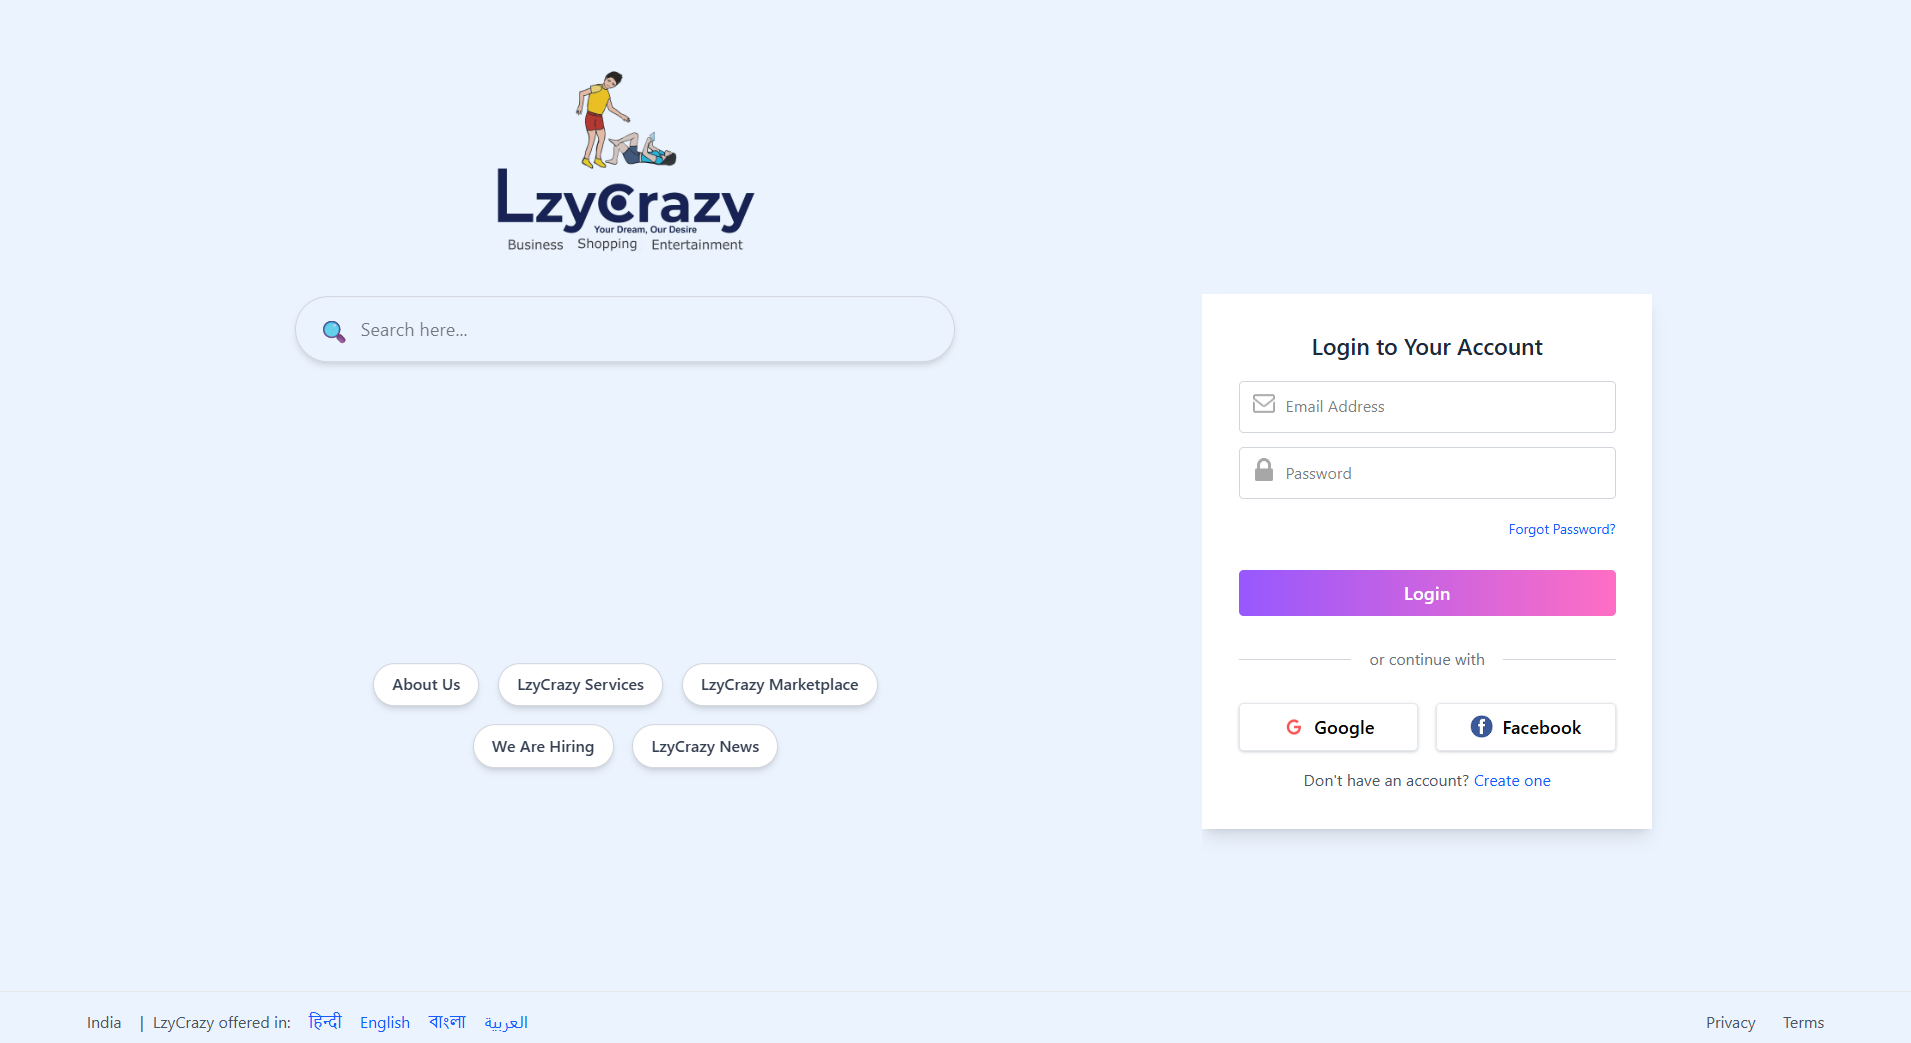 LzyCrazy
Your Dream, Our Desire
Business Shopping Entertainment
Search here...
Login to Your Account
Email Address
Password
Forgot Password?
Login
or continue with
Google Facebook
Don't have an account? Create one
About Us LzyCrazy Services LzyCrazy Marketplace
We Are Hiring LzyCrazy News
India | LzyCrazy offered in: हिन्दी English বাংলা العربية
Privacy Terms